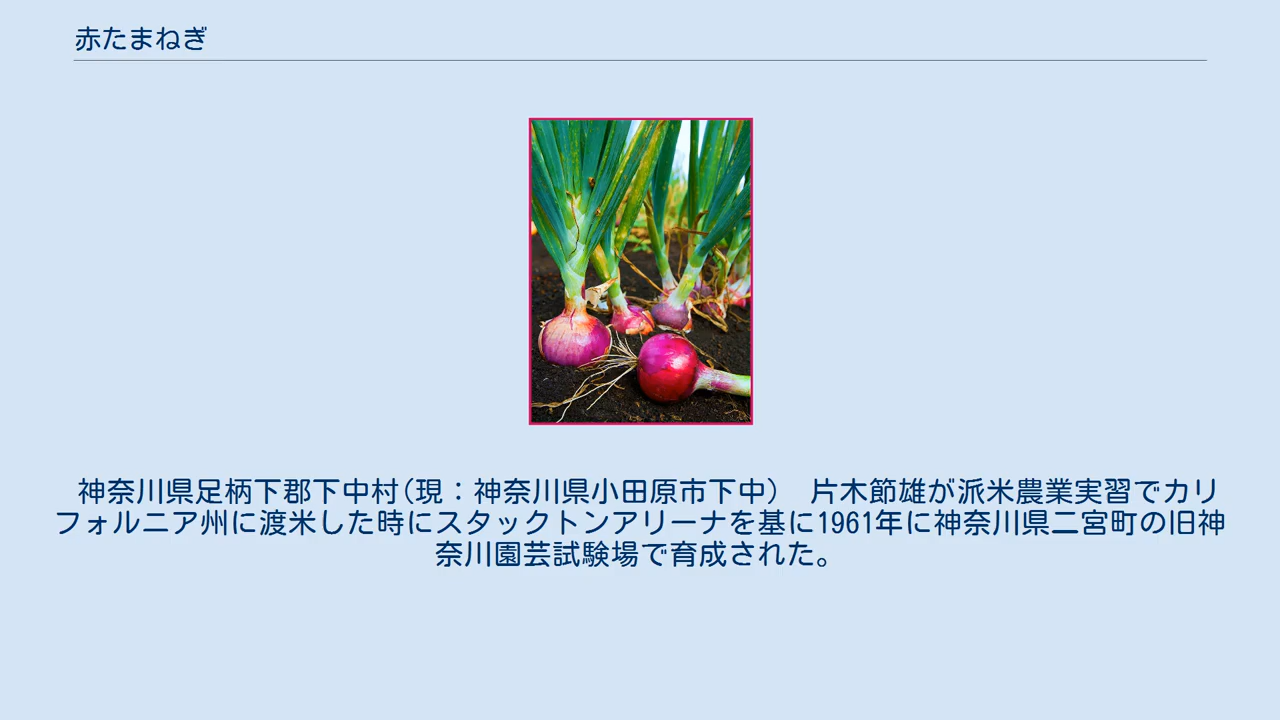 赤たまねぎ
神奈川県足柄下郡下中村(現：神奈川県小田原市下中)　片木節雄が派米農業実習でカリ
フォルニア州に渡米した時にスタックトンアリーナを基に1961年に神奈川県二宮町の旧神
奈川園芸試験場で育成された。